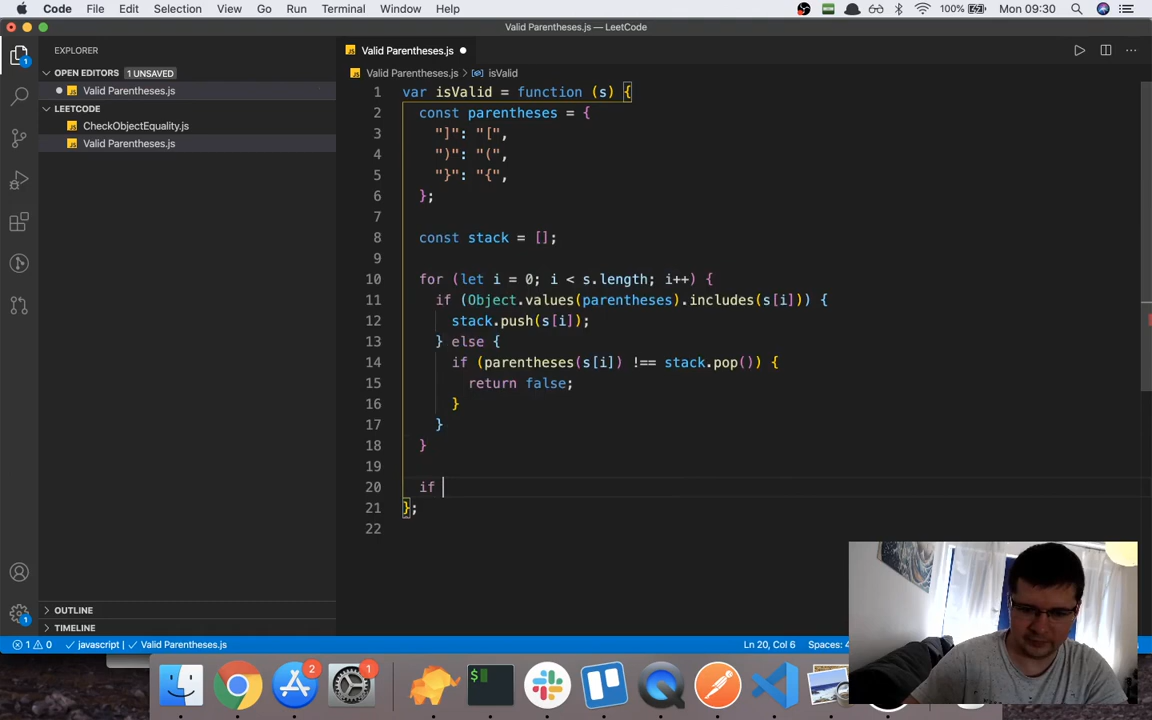 Code File Edit Selection View Go Run Terminal Window Help 100% Mon 09:30
Valid Parentheses.js — LeetCode
EXPLORER
OPEN EDITORS 1 UNSAVED
Valid Parentheses.js
LEETCODE
CheckObjectEquality.js
Valid Parentheses.js
OUTLINE
TIMELINE
Valid Parentheses.js
Valid Parentheses.js > isValid
1 var isValid = function (s) {
2 const parentheses = {
3 "]": "[",
4 ")": "(",
5 "}": "{",
6 };
7
8 const stack = [];
9
10 for (let i = 0; i < s.length; i++) {
11 if (Object.values(parentheses).includes(s[i])) {
12 stack.push(s[i]);
13 } else {
14 if (parentheses(s[i]) !== stack.pop()) {
15 return false;
16 }
17 }
18 }
19
20 if
21 };
22
1 0 javascript | Valid Parentheses.js Ln 20, Col 6 Spaces: 4
1
1
2
1
$